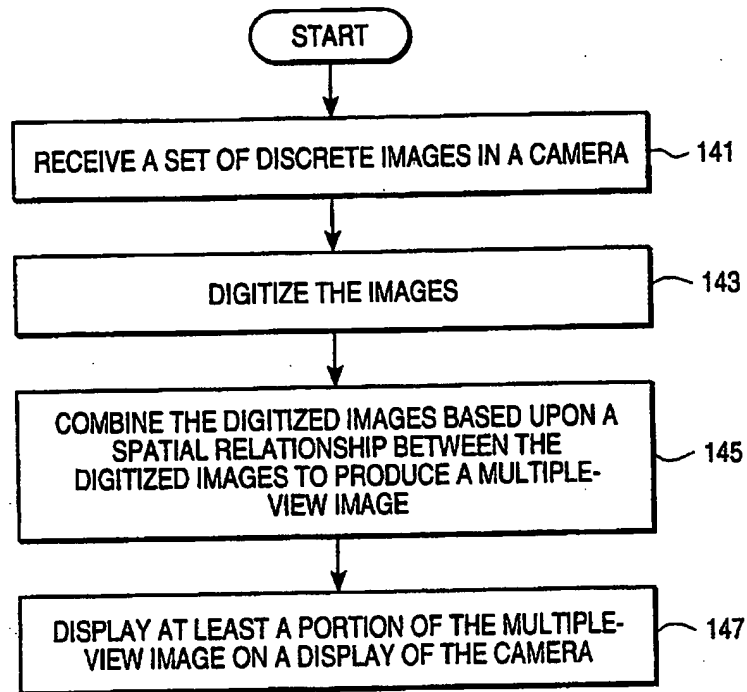 START
RECEIVE A SET OF DISCRETE IMAGES IN A CAMERA
141
DIGITIZE THE IMAGES
143
COMBINE THE DIGITIZED IMAGES BASED UPON A
SPATIAL RELATIONSHIP BETWEEN THE
DIGITIZED IMAGES TO PRODUCE A MULTIPLE-
VIEW IMAGE
145
DISPLAY AT LEAST A PORTION OF THE MULTIPLE-
VIEW IMAGE ON A DISPLAY OF THE CAMERA
147